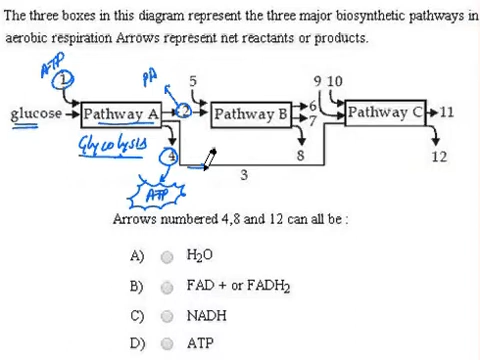 The three boxes in this diagram represent the three major biosynthetic pathways in
aerobic respiration Arrows represent net reactants or products.
ATP
1
PA
5
9 10
glucose
Pathway A
2
Pathway B
6
7
Pathway C
11
Glycolysis
4
8
12
3
ATP
Arrows numbered 4,8 and 12 can all be :
A) H₂O
B) FAD + or FADH₂
C) NADH
D) ATP